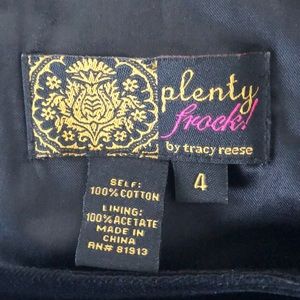 plenty
frock!
by tracy reese
4
SELF:
100% COTTON
LINING:
100% ACETATE
MADE IN
CHINA
RN# 81913